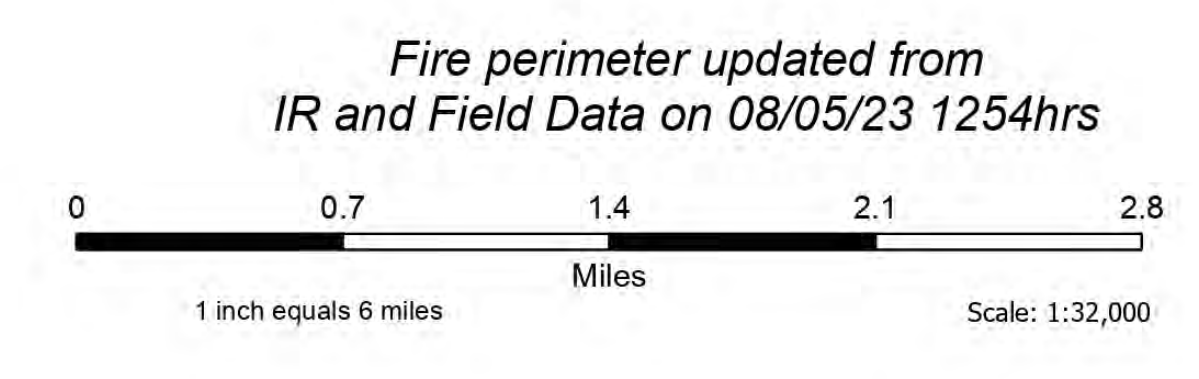 Fire perimeter updated from
IR and Field Data on 08/05/23 1254hrs
0 0.7 1.4 2.1 2.8
Miles
1 inch equals 6 miles Scale: 1:32,000